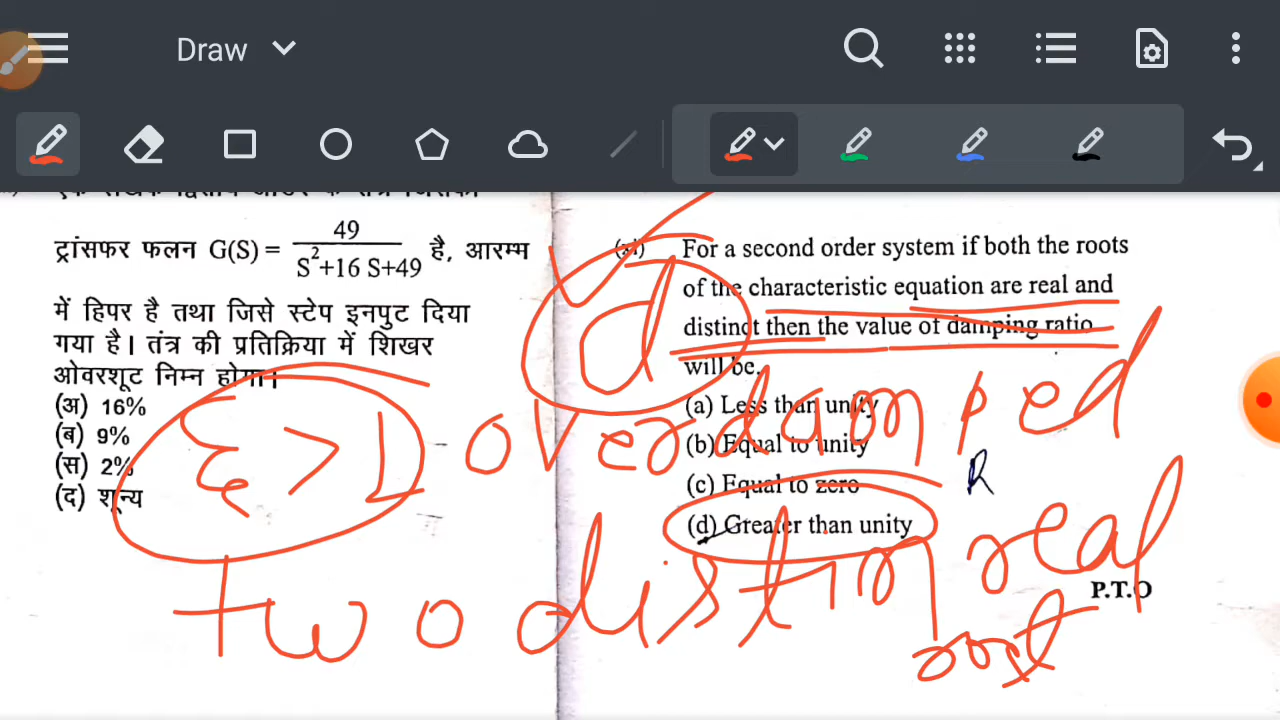 Draw
ट्रांसफर फलन G(S) = 49 / S²+16 S+49 है, आरम्भ
में हिपर है तथा जिसे स्टेप इनपुट दिया
गया है। तंत्र की प्रतिक्रिया में शिखर
ओवरशूट निम्न होगा।
(अ) 16%
(ब) 9%
(स) 2%
(द) शून्य
ξ > 1 overdamped
two distinn real
roost
d
(xi) For a second order system if both the roots
of the characteristic equation are real and
distinct then the value of damping ratio
will be.
(a) Less than unity
(b) Equal to unity
(c) Equal to zero
(d) Greater than unity
R
P.T.O